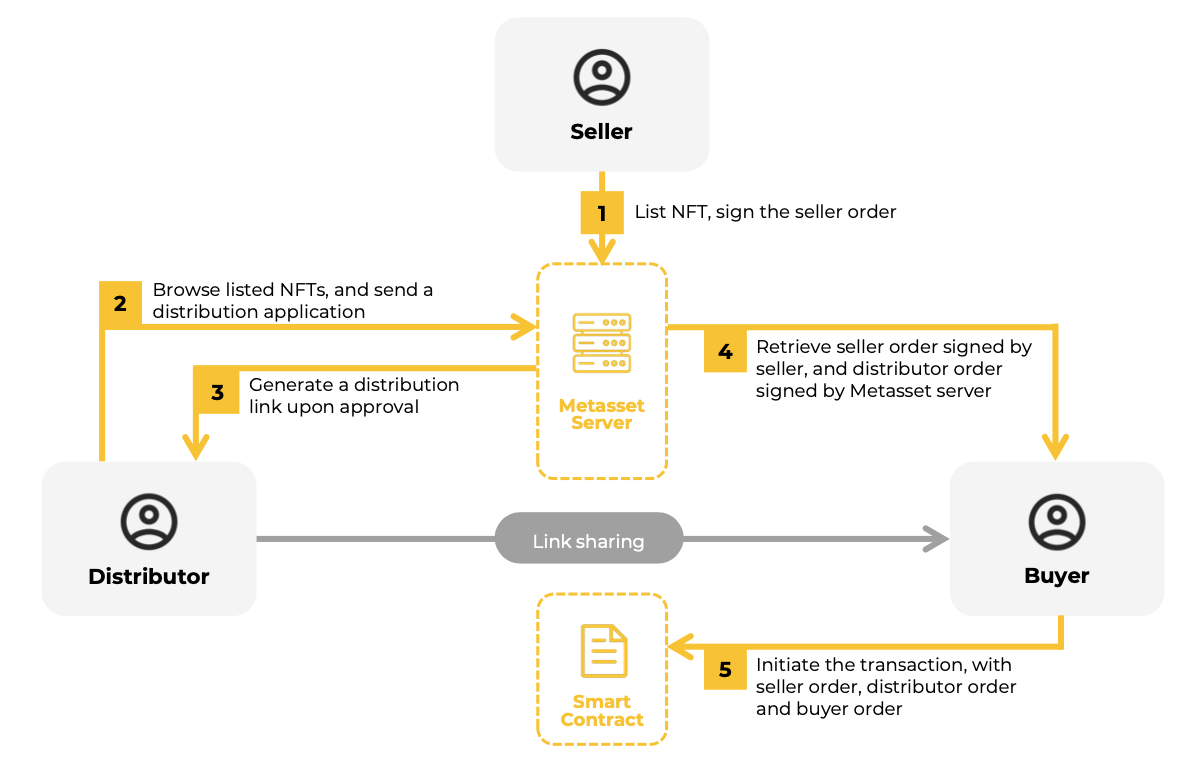 Seller
1
List NFT, sign the seller order
2
Browse listed NFTs, and send a
distribution application
3
Generate a distribution
link upon approval
Metasset
Server
4
Retrieve seller order signed by
seller, and distributor order
signed by Metasset server
Distributor
Link sharing
Buyer
Smart
Contract
5
Initiate the transaction, with
seller order, distributor order
and buyer order